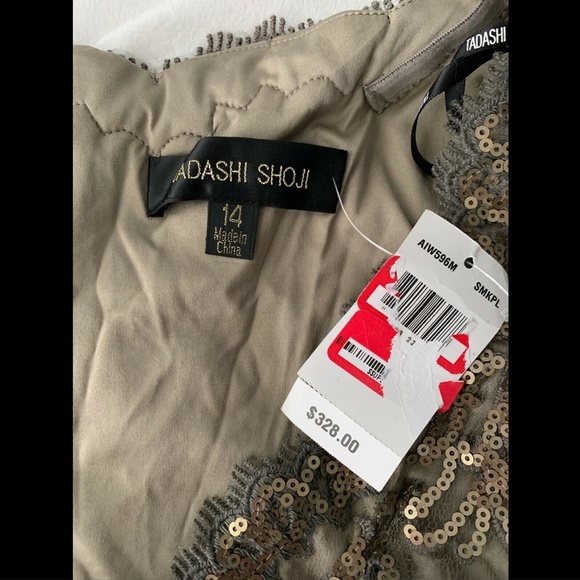 TADASHI
ADASHI SHOJI
14
Made in
China
AIW596M
SMKPL
$328.00